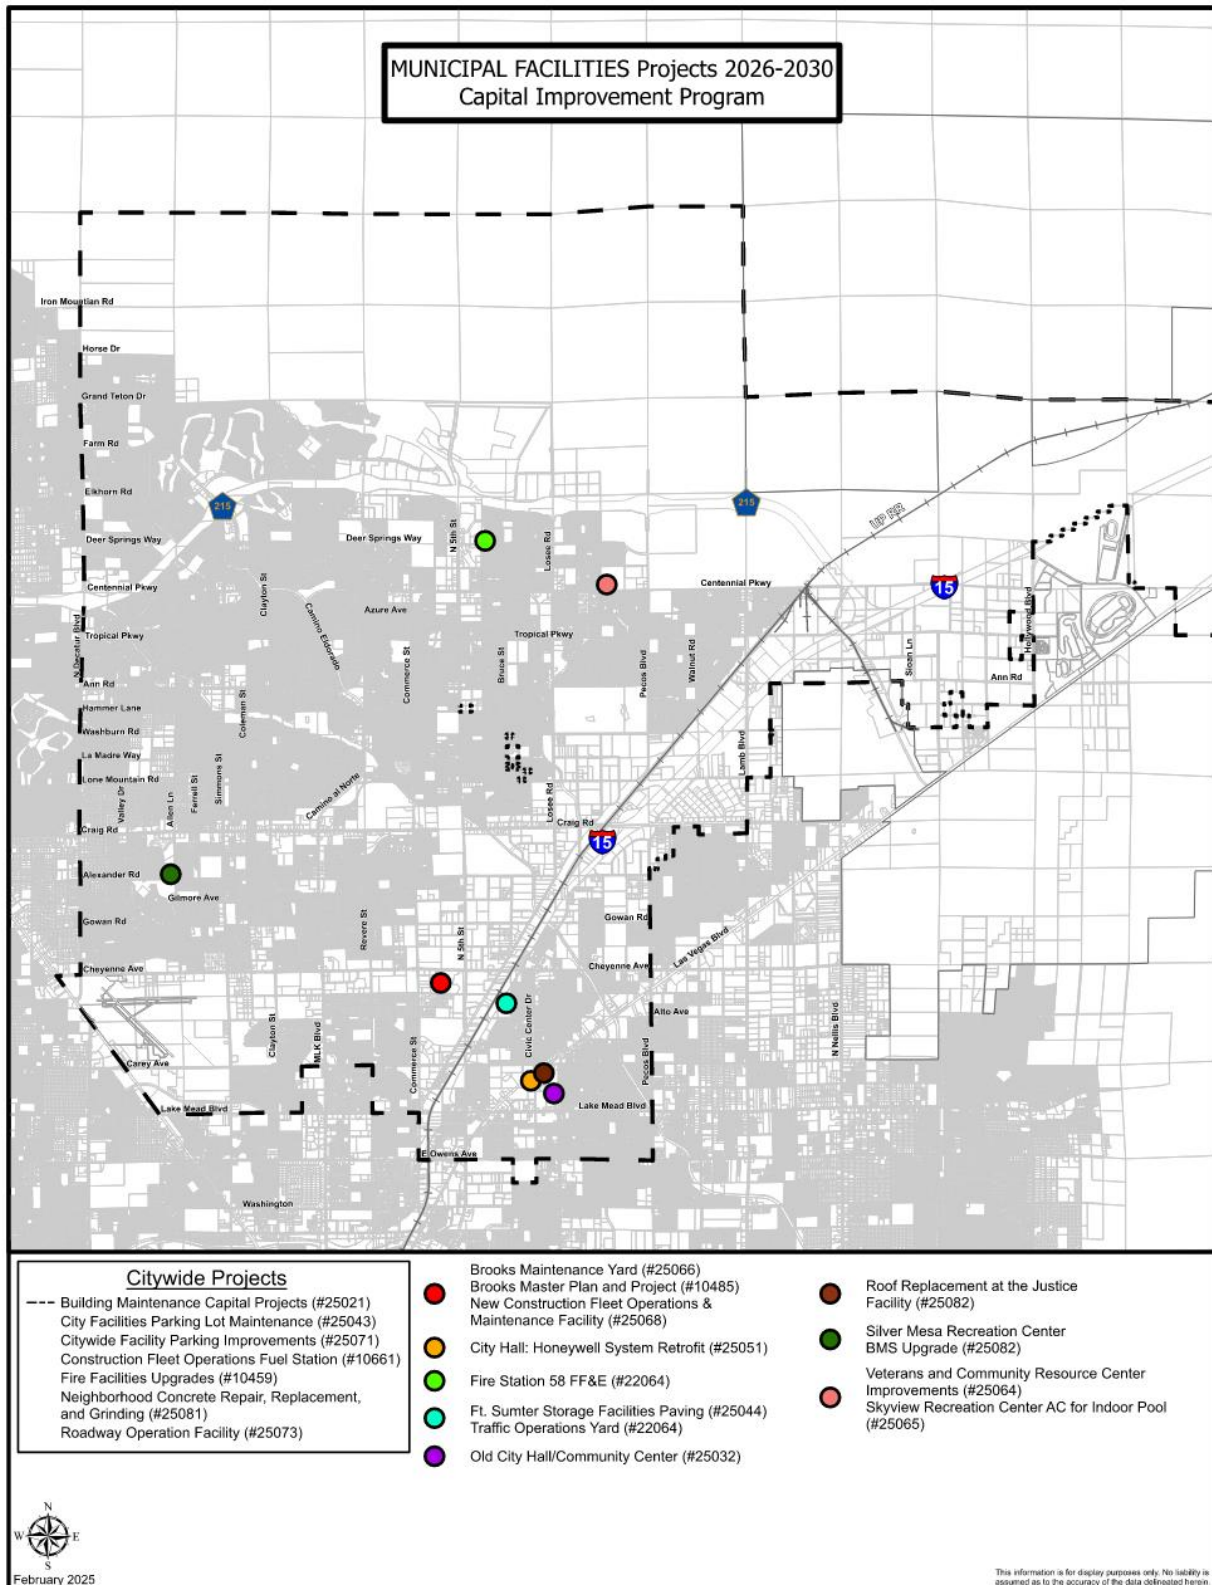 MUNICIPAL FACILITIES Projects 2026-2030
Capital Improvement Program
Iron Mountian Rd
Horse Dr
Grand Teton Dr
Farm Rd
Elkhorn Rd
215
215
UP RR
Deer Springs Way
Deer Springs Way
N 5th St
Losee Rd
Centennial Pkwy
Centennial Pkwy
15
Clayton St
Camino Eldorado
Azure Ave
Hollywood Blvd
N Decatur Blvd
Tropical Pkwy
Tropical Pkwy
Commerce St
Bruce St
Pecos Blvd
Walnut Rd
Sloan Ln
Ann Rd
Ann Rd
Hammer Lane
Coleman St
Washburn Rd
La Madre Way
Lamb Blvd
Lone Mountain Rd
Valley Dr
Allen Ln
Ferrell St
Simmons St
Camino al Norte
Losee Rd
Craig Rd
Craig Rd
15
Alexander Rd
Gilmore Ave
Gowan Rd
Gowan Rd
Revere St
N 5th St
Las Vegas Blvd
Cheyenne Ave
Cheyenne Ave
Alto Ave
Civic Center Dr
N Nellis Blvd
Clayton St
MLK Blvd
Commerce St
Carey Ave
Pecos Blvd
Lake Mead Blvd
Lake Mead Blvd
E Owens Ave
Washington
Citywide Projects
Building Maintenance Capital Projects (#25021)
City Facilities Parking Lot Maintenance (#25043)
Citywide Facility Parking Improvements (#25071)
Construction Fleet Operations Fuel Station (#10661)
Fire Facilities Upgrades (#10459)
Neighborhood Concrete Repair, Replacement,
and Grinding (#25081)
Roadway Operation Facility (#25073)
Brooks Maintenance Yard (#25066)
Brooks Master Plan and Project (#10485)
New Construction Fleet Operations &
Maintenance Facility (#25068)
City Hall: Honeywell System Retrofit (#25051)
Fire Station 58 FF&E (#22064)
Ft. Sumter Storage Facilities Paving (#25044)
Traffic Operations Yard (#22064)
Old City Hall/Community Center (#25032)
Roof Replacement at the Justice
Facility (#25082)
Silver Mesa Recreation Center
BMS Upgrade (#25082)
Veterans and Community Resource Center
Improvements (#25064)
Skyview Recreation Center AC for Indoor Pool
(#25065)
N
W
E
S
February 2025
This information is for display purposes only. No liability is
assumed as to the accuracy of the data delineated herein.